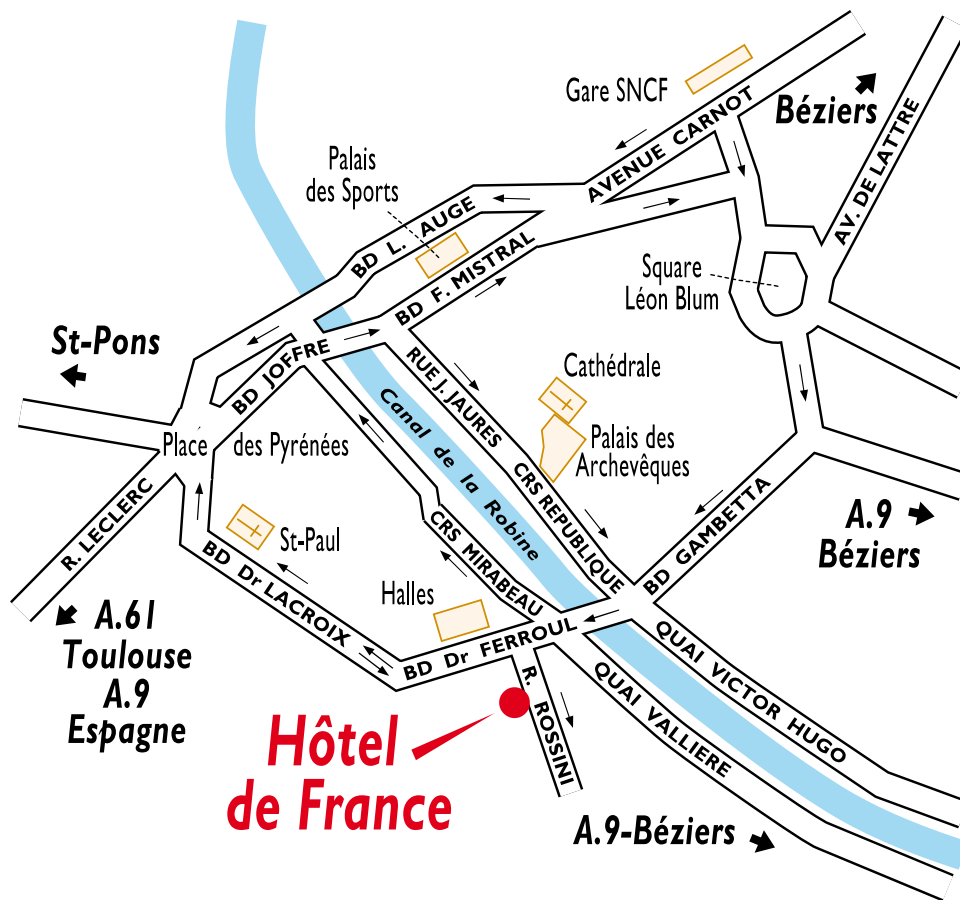 Gare SNCF
Béziers
AVENUE CARNOT
AV. DE LATTRE
Palais
des Sports
BD L. AUGE
BD F. MISTRAL
Square
Léon Blum
St-Pons
BD JOFFRE
RUE J. JAURES
Cathédrale
Canal de la Robine
Place des Pyrénées
Palais des
Archevêques
CRS REPUBLIQUE
R. LECLERC
BD GAMBETTA
A.9
Béziers
St-Paul
CRS MIRABEAU
BD Dr LACROIX
Halles
A.61
Toulouse
A.9
Espagne
BD Dr FERROUL
QUAI VICTOR HUGO
QUAI VALLIERE
R. ROSSINI
Hôtel
de France
A.9-Béziers